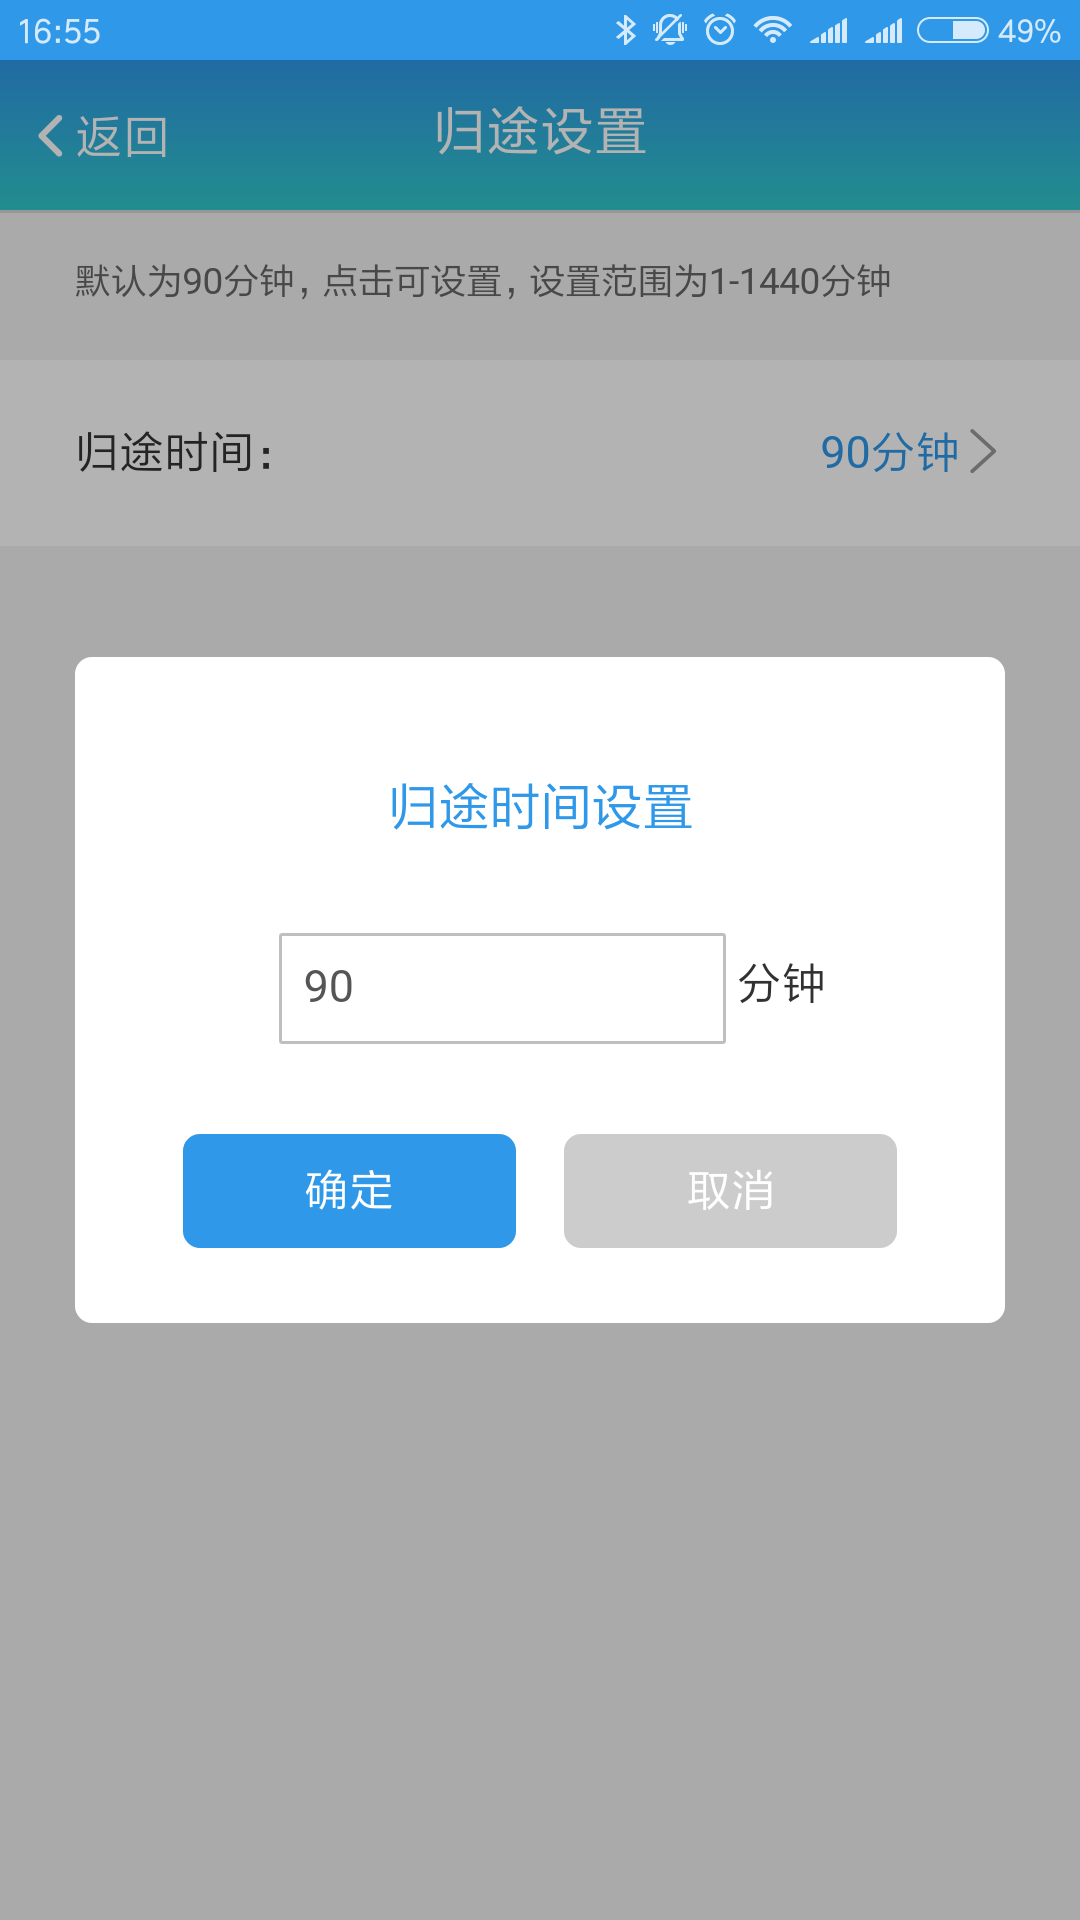 16:55 49%
返回 归途设置
默认为90分钟，点击可设置，设置范围为1-1440分钟
归途时间： 90分钟
归途时间设置
90 分钟
确定 取消